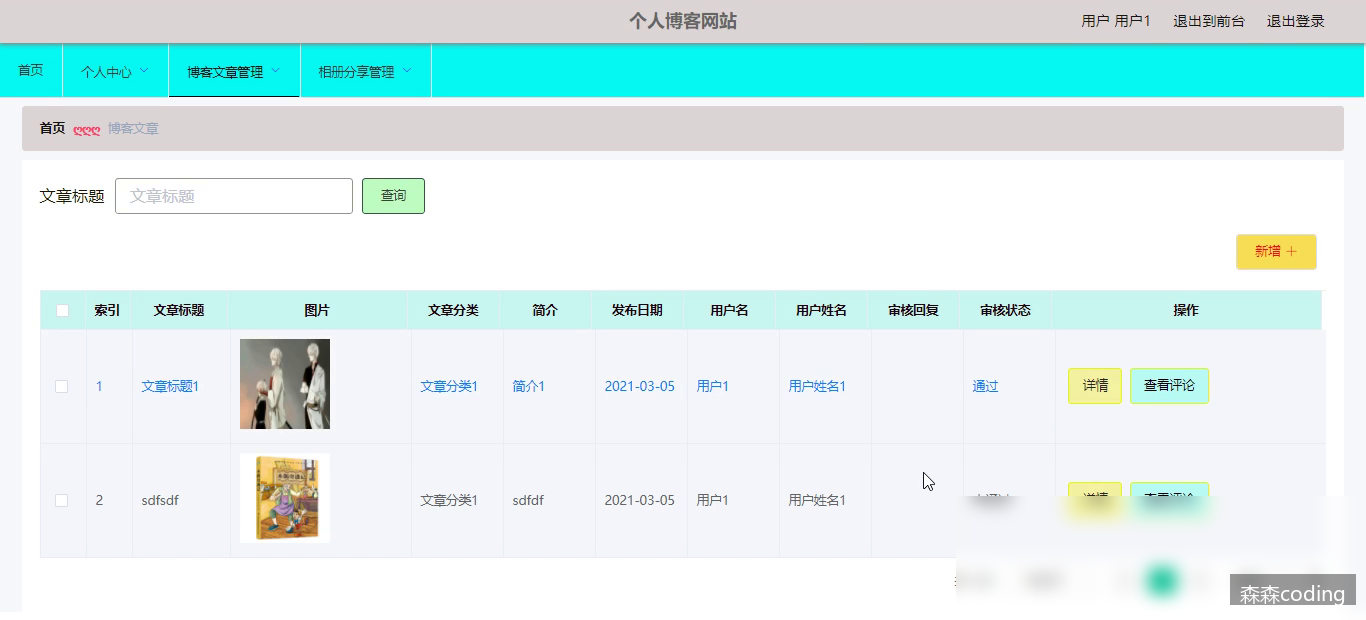 个人博客网站
用户 用户1 退出到前台 退出登录
首页 个人中心 博客文章管理 相册分享管理
首页 ღღღ 博客文章
文章标题 文章标题 查询
新增 +
索引 文章标题 图片 文章分类 简介 发布日期 用户名 用户姓名 审核回复 审核状态 操作
1 文章标题1 文章分类1 简介1 2021-03-05 用户1 用户姓名1 通过 详情 查看评论
2 sdfsdf 文章分类1 sdfdf 2021-03-05 用户1 用户姓名1
森森coding